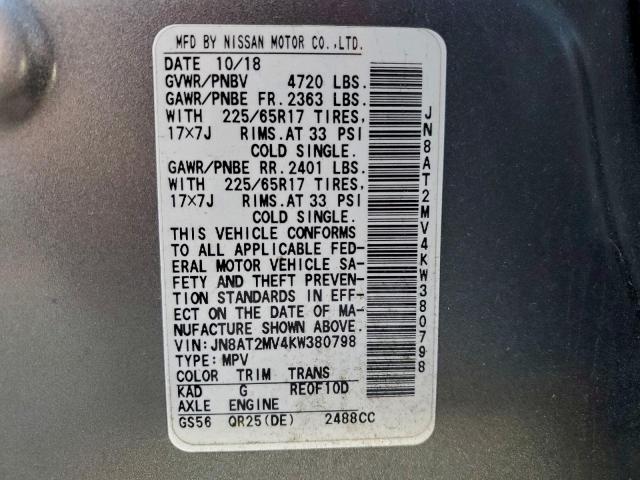 MFD BY NISSAN MOTOR CO.,LTD.
DATE 10/18
GVWR/PNBV 4720 LBS.
GAWR/PNBE FR. 2363 LBS.
WITH 225/65R17 TIRES,
17×7J RIMS.AT 33 PSI
COLD SINGLE.
GAWR/PNBE RR. 2401 LBS.
WITH 225/65R17 TIRES,
17×7J RIMS.AT 33 PSI
COLD SINGLE.
THIS VEHICLE CONFORMS
TO ALL APPLICABLE FED-
ERAL MOTOR VEHICLE SA-
FETY AND THEFT PREVEN-
TION STANDARDS IN EFF-
ECT ON THE DATE OF MA-
NUFACTURE SHOWN ABOVE.
VIN: JN8AT2MV4KW380798
TYPE: MPV
COLOR TRIM TRANS
KAD G RE0F10D
AXLE ENGINE
GS56 QR25(DE) 2488CC
JN8AT2MV4KW380798